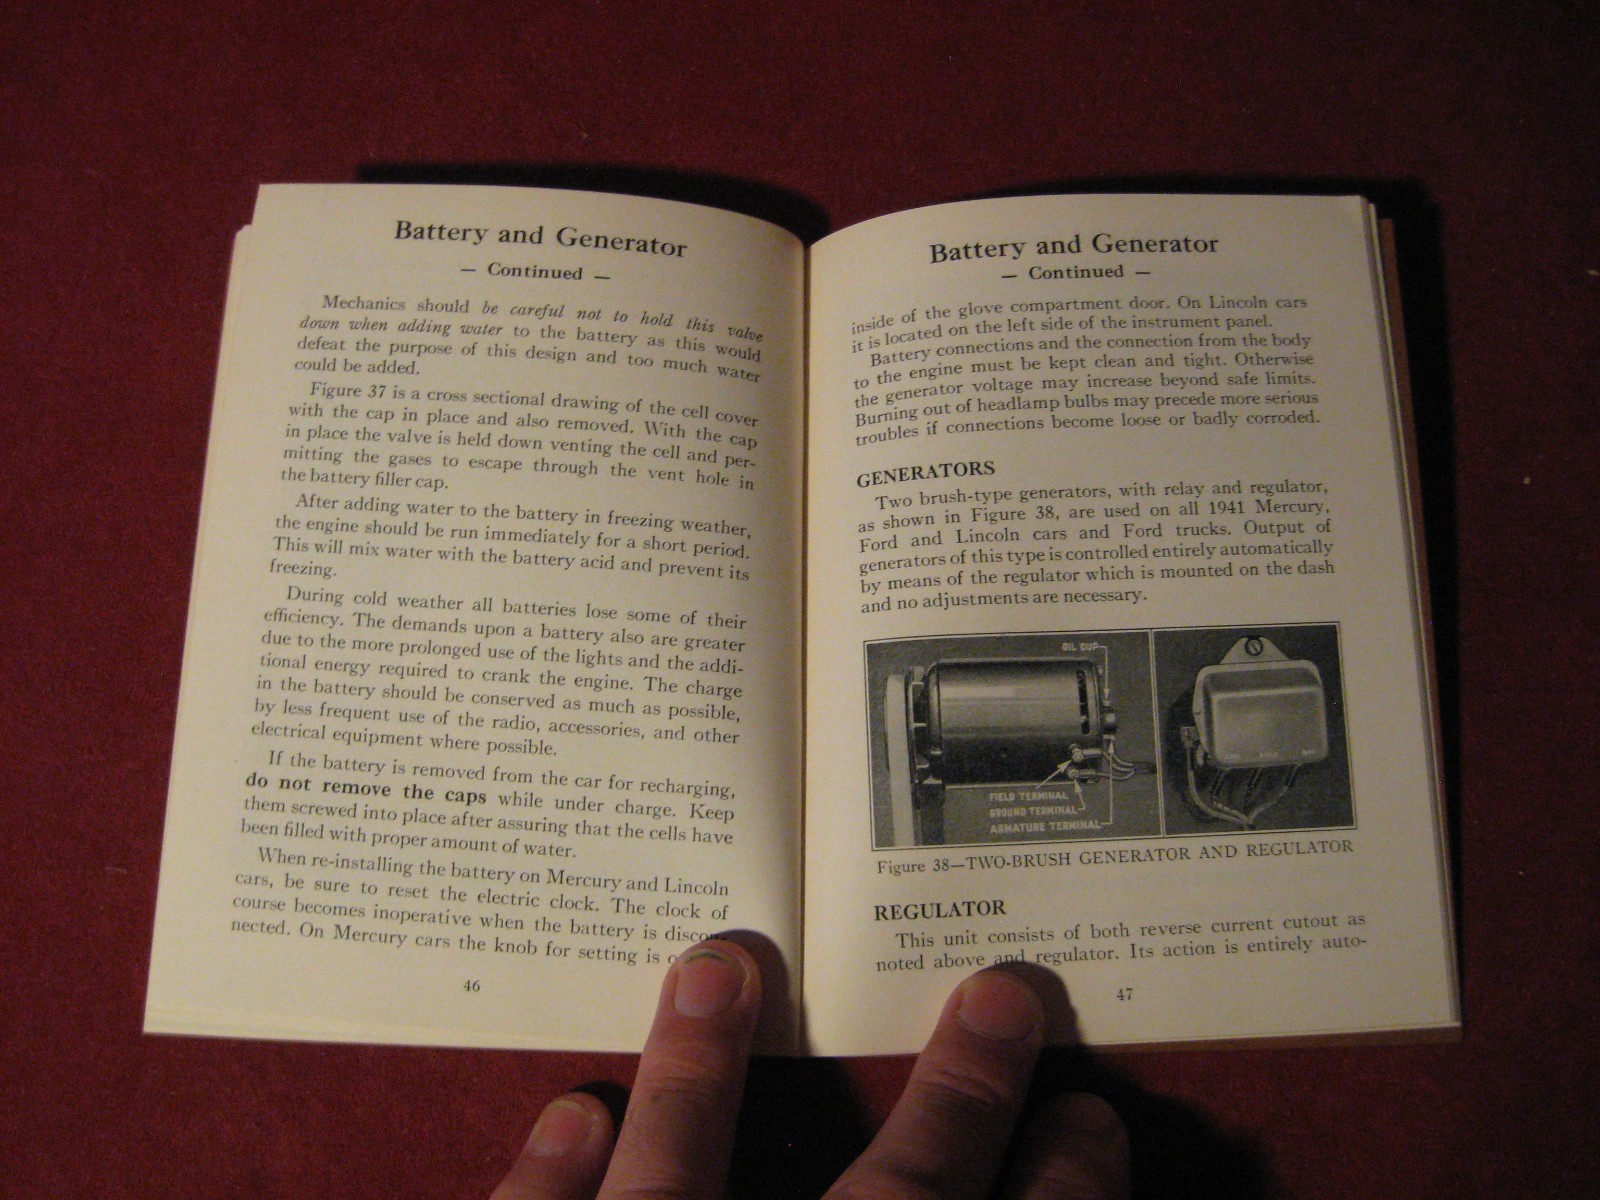 Battery and Generator
— Continued —
Mechanics should be careful not to hold this valve
down when adding water to the battery as this would
defeat the purpose of this design and too much water
could be added.
Figure 37 is a cross sectional drawing of the cell cover
with the cap in place and also removed. With the cap
in place the valve is held down venting the cell and per-
mitting the gases to escape through the vent hole in
the battery filler cap.
After adding water to the battery in freezing weather,
the engine should be run immediately for a short period.
This will mix water with the battery acid and prevent its
freezing.
During cold weather all batteries lose some of their
efficiency. The demands upon a battery also are greater
due to the more prolonged use of the lights and the addi-
tional energy required to crank the engine. The charge
in the battery should be conserved as much as possible,
by less frequent use of the radio, accessories, and other
electrical equipment where possible.
If the battery is removed from the car for recharging,
do not remove the caps while under charge. Keep
them screwed into place after assuring that the cells have
been filled with proper amount of water.
When re-installing the battery on Mercury and Lincoln
cars, be sure to reset the electric clock. The clock of
course becomes inoperative when the battery is discon-
nected. On Mercury cars the knob for setting is
46
Battery and Generator
— Continued —
inside of the glove compartment door. On Lincoln cars
it is located on the left side of the instrument panel.
Battery connections and the connection from the body
to the engine must be kept clean and tight. Otherwise
the generator voltage may increase beyond safe limits.
Burning out of headlamp bulbs may precede more serious
troubles if connections become loose or badly corroded.
GENERATORS
Two brush-type generators, with relay and regulator,
as shown in Figure 38, are used on all 1941 Mercury,
Ford and Lincoln cars and Ford trucks. Output of
generators of this type is controlled entirely automatically
by means of the regulator which is mounted on the dash
and no adjustments are necessary.
OIL CUP
FIELD TERMINAL
GROUND TERMINAL
ARMATURE TERMINAL
BAT
Figure 38—TWO-BRUSH GENERATOR AND REGULATOR
REGULATOR
This unit consists of both reverse current cutout as
noted above and regulator. Its action is entirely auto-
47